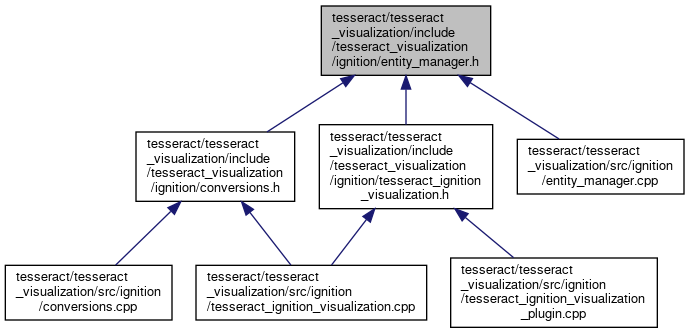 tesseract/tesseract
_visualization/include
/tesseract_visualization
/ignition/entity_manager.h
tesseract/tesseract
_visualization/include
/tesseract_visualization
/ignition/conversions.h
tesseract/tesseract
_visualization/include
/tesseract_visualization
/ignition/tesseract_ignition
_visualization.h
tesseract/tesseract
_visualization/src/ignition
/entity_manager.cpp
tesseract/tesseract
_visualization/src/ignition
/conversions.cpp
tesseract/tesseract
_visualization/src/ignition
/tesseract_ignition_visualization.cpp
tesseract/tesseract
_visualization/src/ignition
/tesseract_ignition_visualization
_plugin.cpp